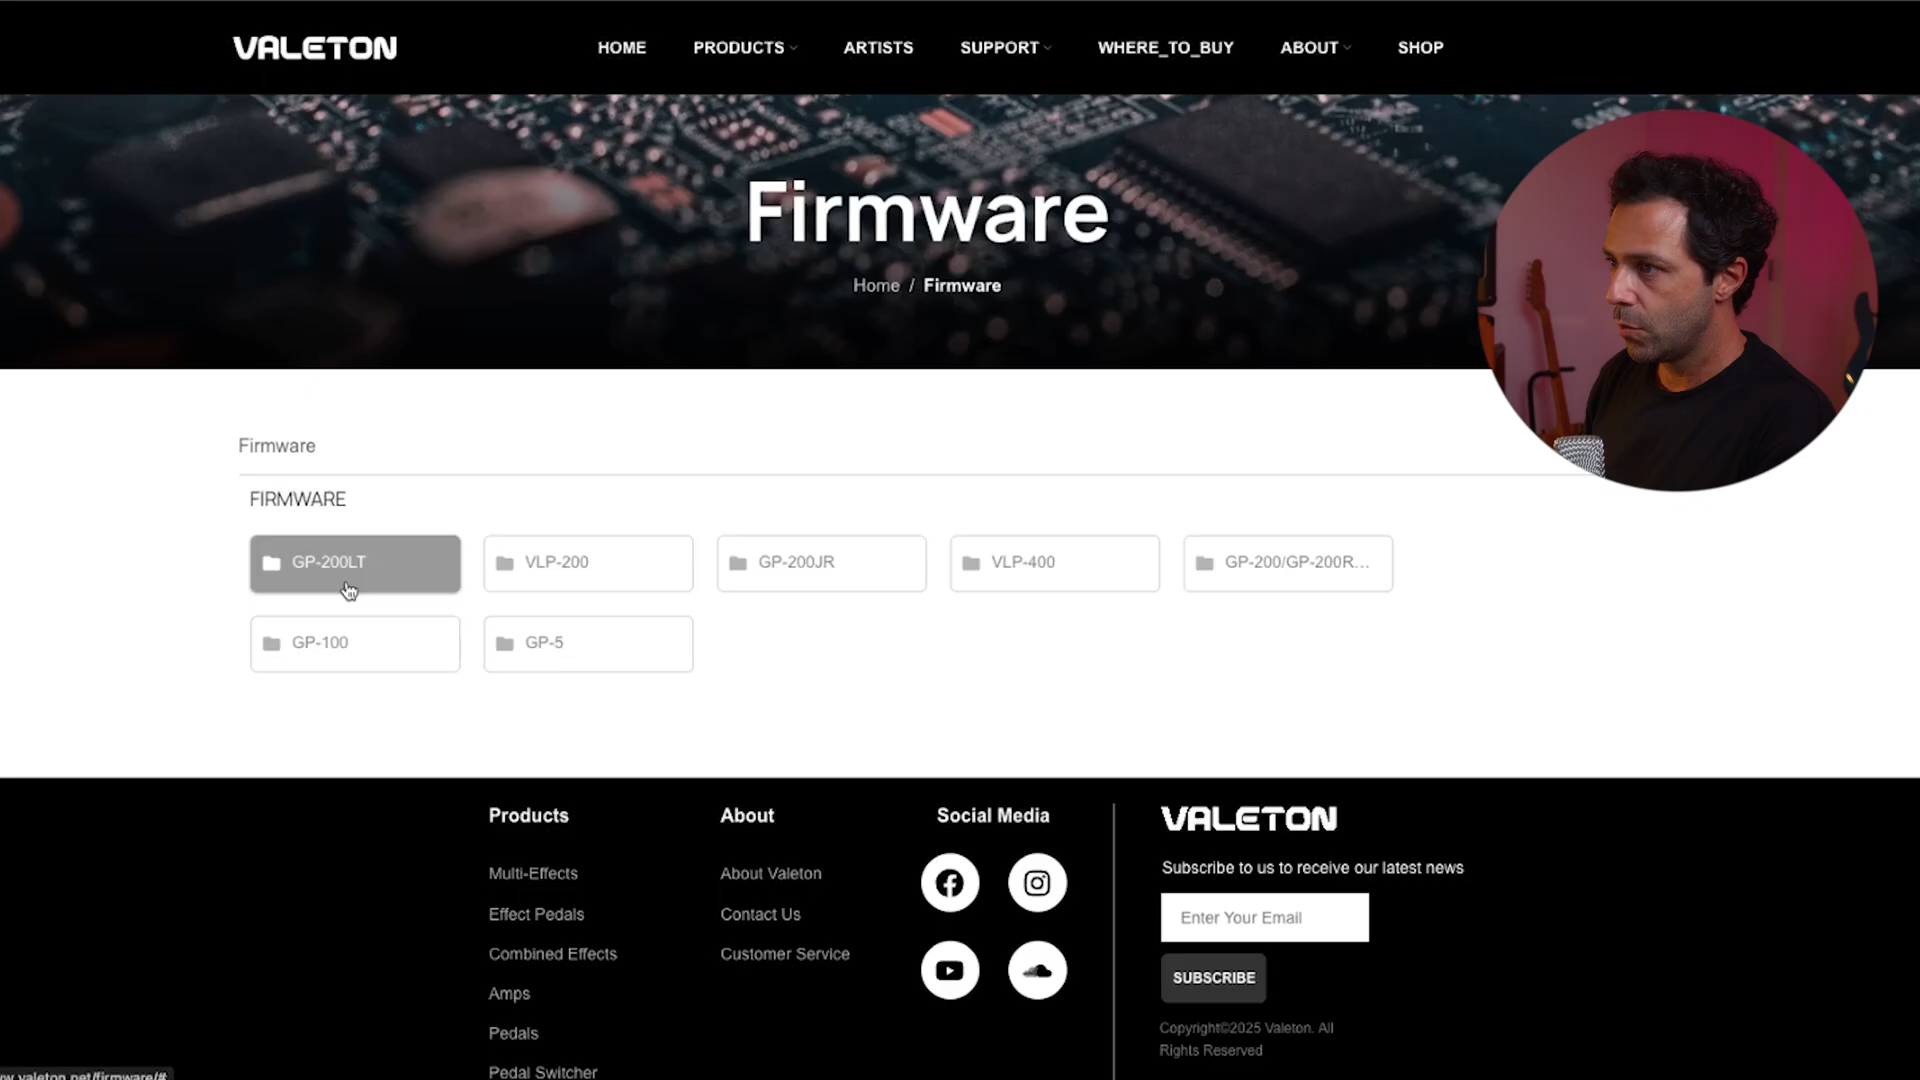 VALETON
HOME PRODUCTS ARTISTS SUPPORT WHERE_TO_BUY ABOUT SHOP
Firmware
Home / Firmware
Firmware
FIRMWARE
GP-200LT VLP-200 GP-200JR VLP-400 GP-200/GP-200R...
GP-100 GP-5
Products
Multi-Effects
Effect Pedals
Combined Effects
Amps
Pedals
Pedal Switcher
About
About Valeton
Contact Us
Customer Service
Social Media
VALETON
Subscribe to us to receive our latest news
Enter Your Email
SUBSCRIBE
Copyright©2025 Valeton. All
Rights Reserved
valeton.net/firmware/#